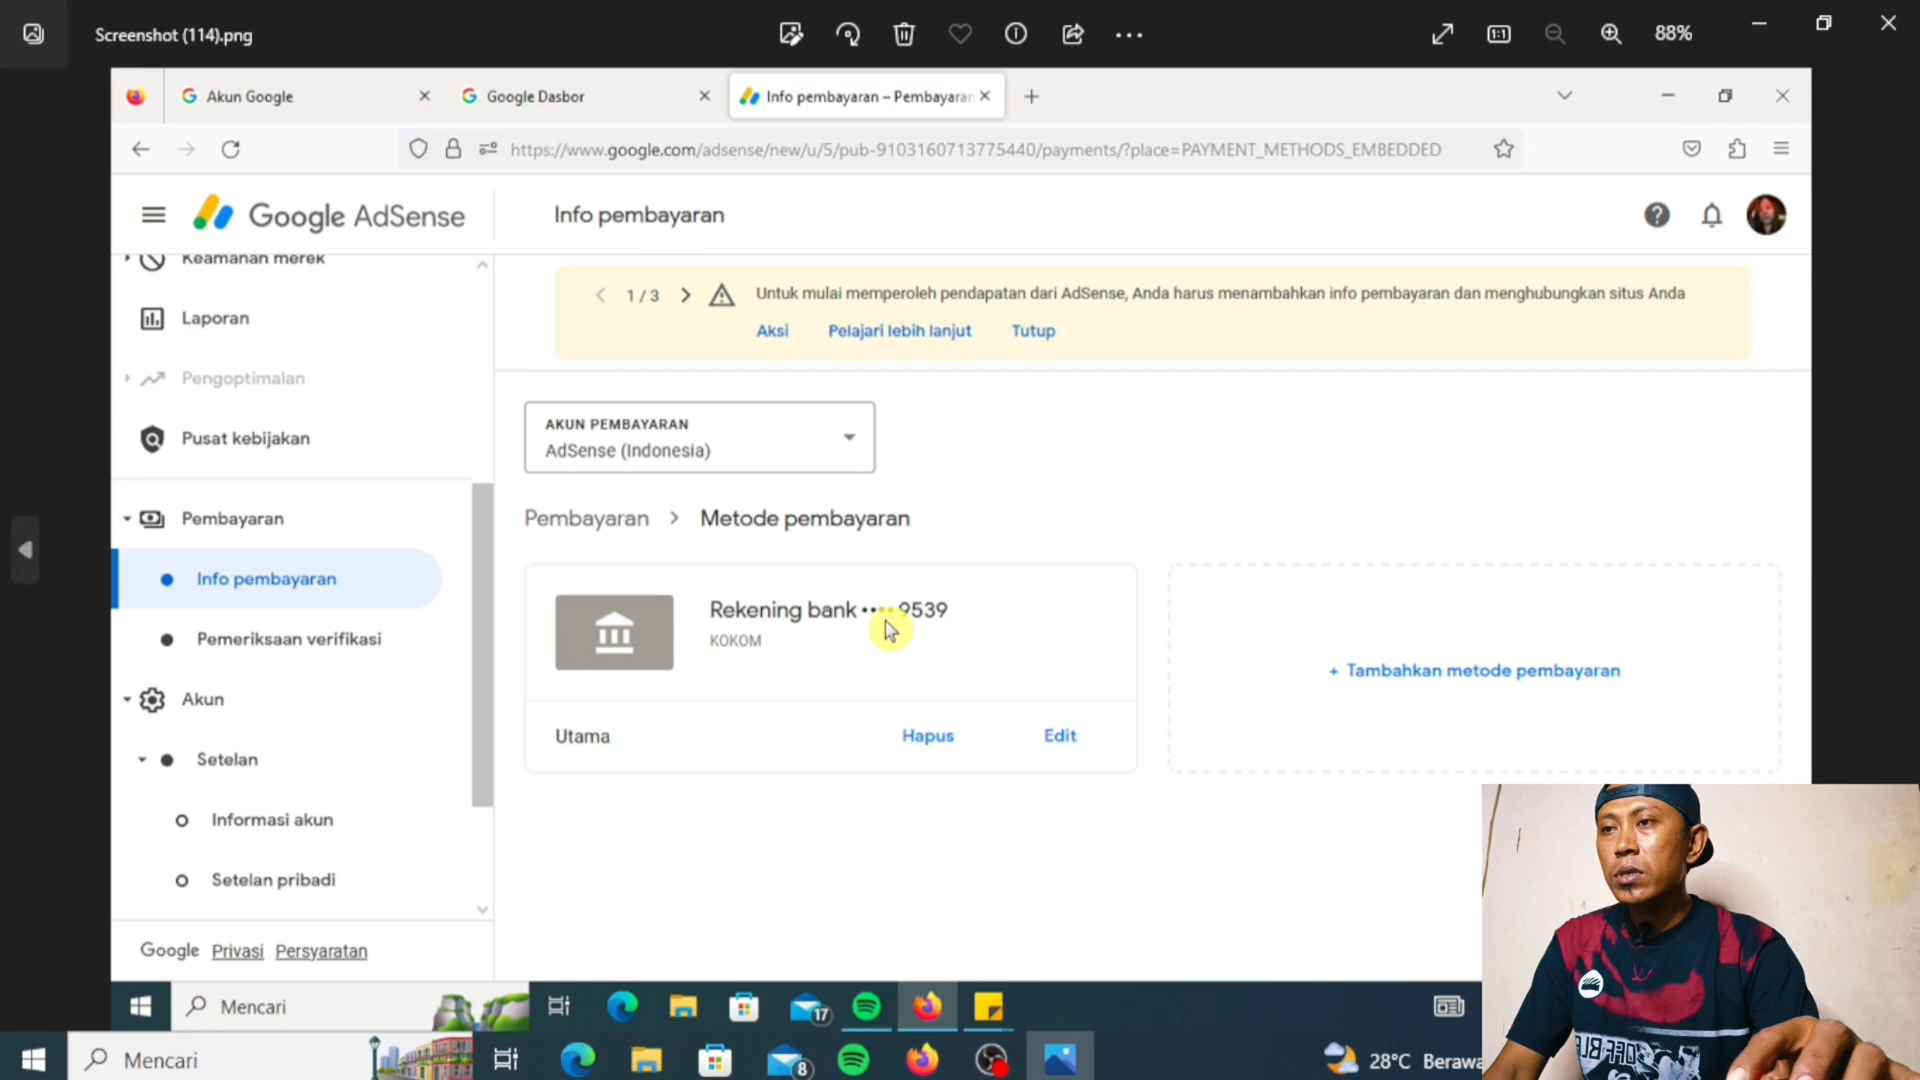 Screenshot (114).png
88%
Akun Google
Google Dasbor
Info pembayaran – Pembayaran
https://www.google.com/adsense/new/u/5/pub-9103160713775440/payments/?place=PAYMENT_METHODS_EMBEDDED
Google AdSense
Info pembayaran
Keamanan merek
Laporan
Pengoptimalan
Pusat kebijakan
Pembayaran
Info pembayaran
Pemeriksaan verifikasi
Akun
Setelan
Informasi akun
Setelan pribadi
Google Privasi Persyaratan
1 / 3
Untuk mulai memperoleh pendapatan dari AdSense, Anda harus menambahkan info pembayaran dan menghubungkan situs Anda
Aksi Pelajari lebih lanjut Tutup
AKUN PEMBAYARAN
AdSense (Indonesia)
Pembayaran > Metode pembayaran
Rekening bank •••• 9539
KOKOM
Utama Hapus Edit
+ Tambahkan metode pembayaran
Mencari
17
Mencari
8
28°C Berawa